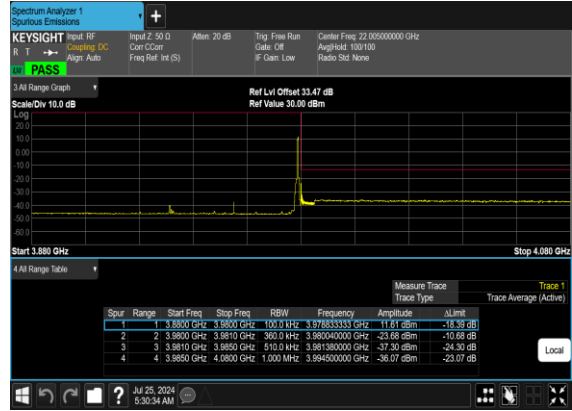 Spectrum Analyzer 1
Spurious Emissions
+
KEYSIGHT Input: RF Input Z: 50 Ω Atten: 20 dB Trig: Free Run Center Freq: 22.005000000 GHz
R T Coupling: DC Corr CCorr Gate: Off Avg|Hold: 100/100
Align: Auto Freq Ref: Int (S) IF Gain: Low Radio Std: None
LW PASS
3 All Range Graph
Ref Lvl Offset 33.47 dB
Scale/Div 10.0 dB Ref Value 30.00 dBm
Log
20.0
10.0
0.00
-10.0
-20.0
-30.0
-40.0
-50.0
-60.0
Start 3.880 GHz Stop 4.080 GHz
4 All Range Table
Measure Trace Trace 1
Trace Type Trace Average (Active)
Spur Range Start Freq Stop Freq RBW Frequency Amplitude ΔLimit
1 1 3.8800 GHz 3.9800 GHz 100.0 kHz 3.978833333 GHz 11.61 dBm -18.39 dB
2 2 3.9800 GHz 3.9810 GHz 360.0 kHz 3.980040000 GHz -23.68 dBm -10.68 dB
3 3 3.9810 GHz 3.9850 GHz 510.0 kHz 3.981380000 GHz -37.30 dBm -24.30 dB
4 4 3.9850 GHz 4.0800 GHz 1.000 MHz 3.994500000 GHz -36.07 dBm -23.07 dB
Local
? Jul 25, 2024
5:30:34 AM